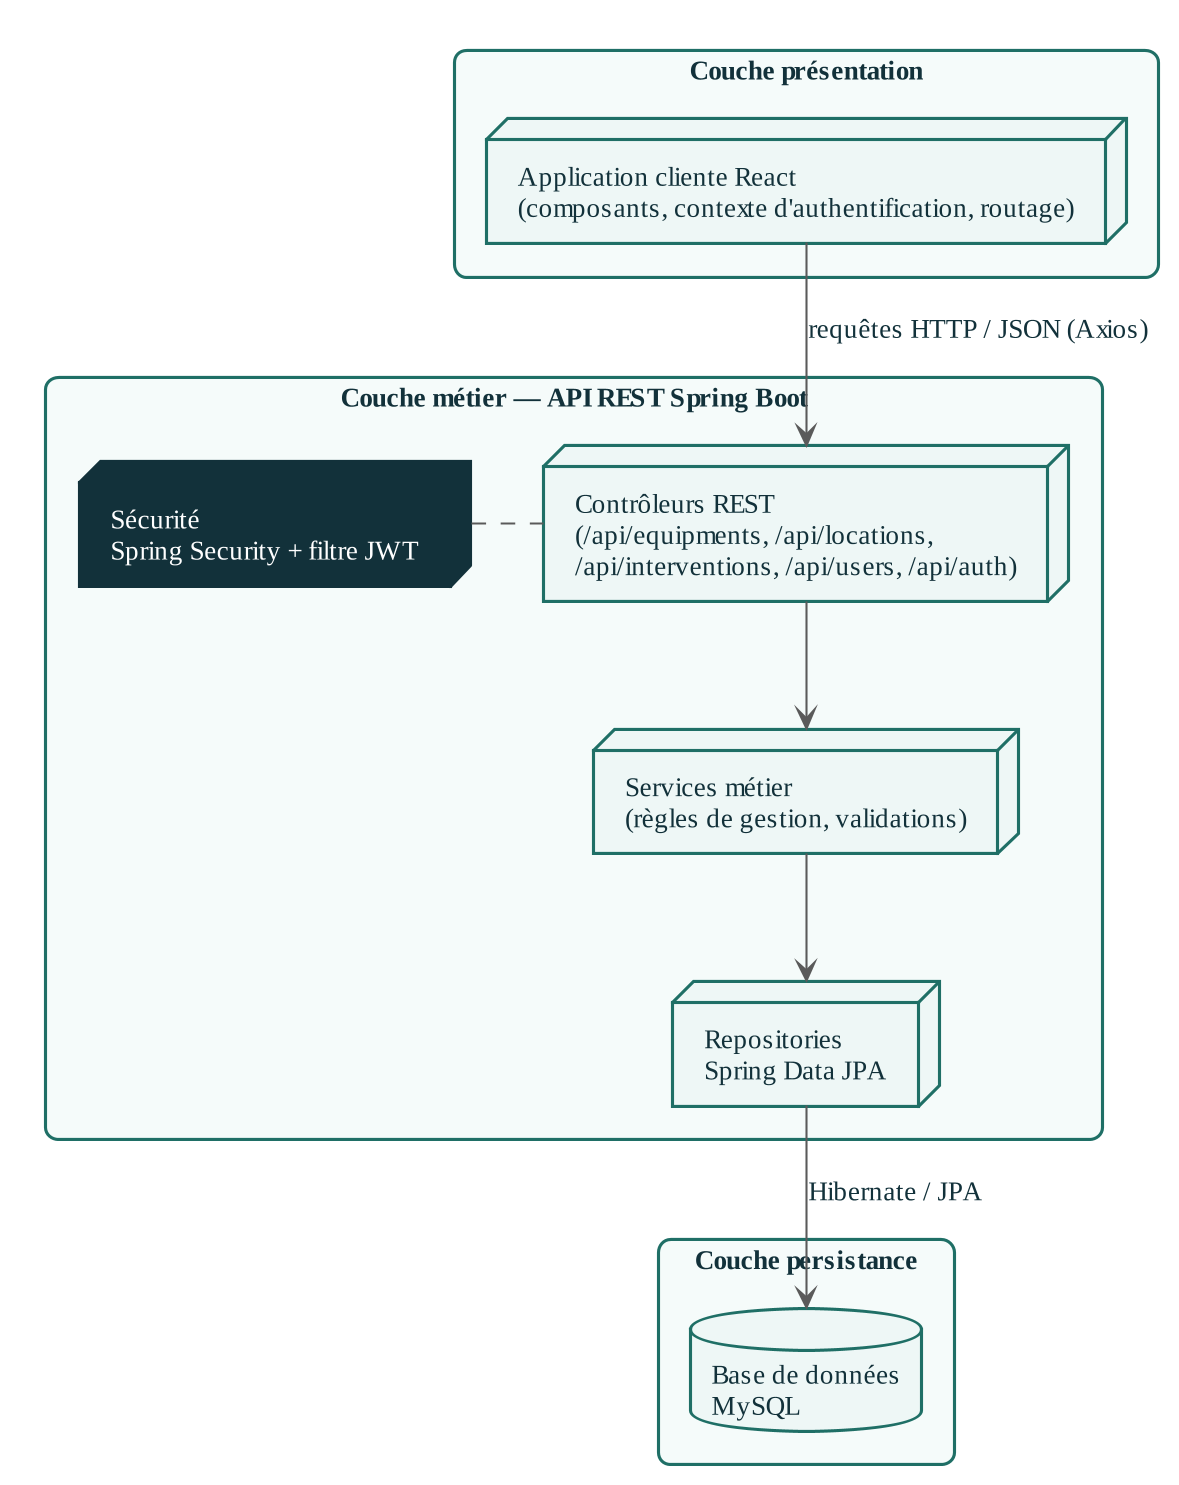 Couche présentation
Application cliente React
(composants, contexte d'authentification, routage)
requêtes HTTP / JSON (Axios)
Couche métier — API REST Spring Boot
Sécurité
Spring Security + filtre JWT
Contrôleurs REST
(/api/equipments, /api/locations,
/api/interventions, /api/users, /api/auth)
Services métier
(règles de gestion, validations)
Repositories
Spring Data JPA
Hibernate / JPA
Couche persistance
Base de données
MySQL